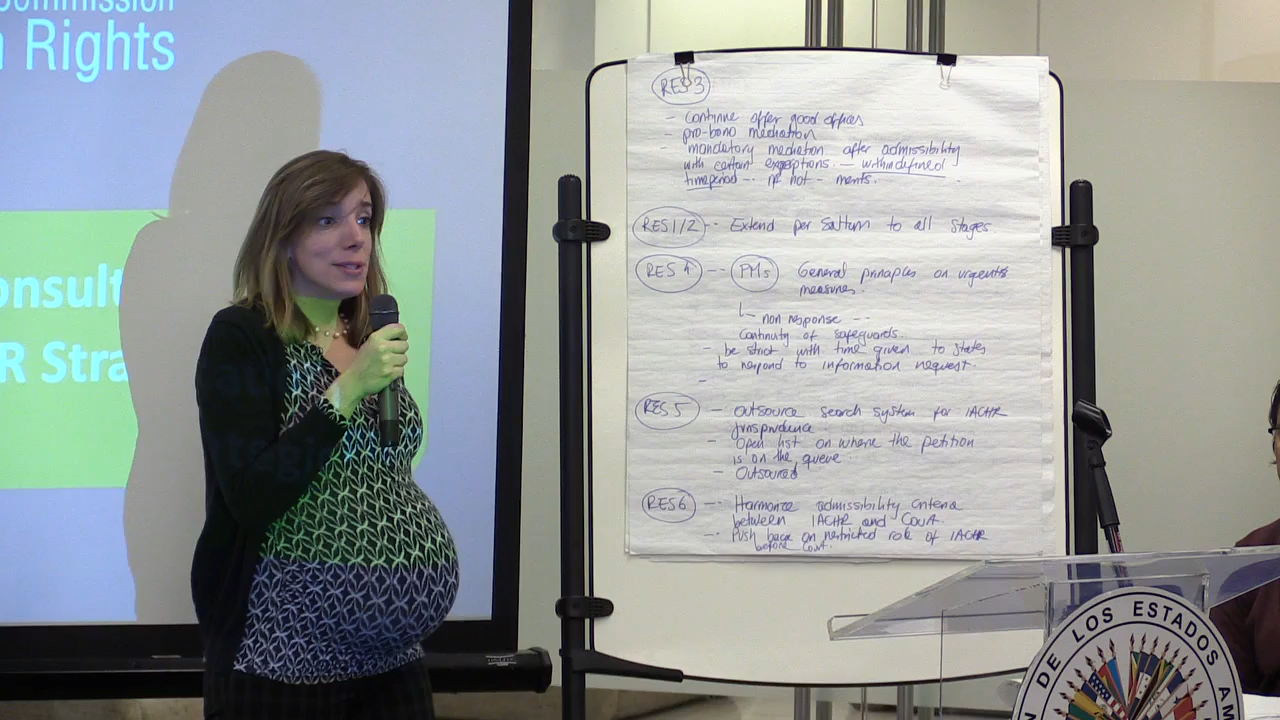 Commission
Rights
onsult
R Stra
RES 3
- Continue offer good offices
- pro-bono mediation
- mandatory mediation after admissibility
with certain exceptions. - within defined
timeperiod -- if not - merits.
RES 1/2 -- Extend per saltum to all stages.
RES 4 -- PMs General prinaples on urgent
measures.
non response --
Continuity of safeguards.
- be strict with time given to states
to respond to information request.
-
RES 5 - Outsource search system for IACHR
jurisprudence
- Open list on where the petition
is on the queue.
- Outsoured
RES 6 -- Harmonize admissibility criteria
between IACHR and Court.
-- Push back on restricted role of IACHR
before Court.
DE LOS ESTADOS AM